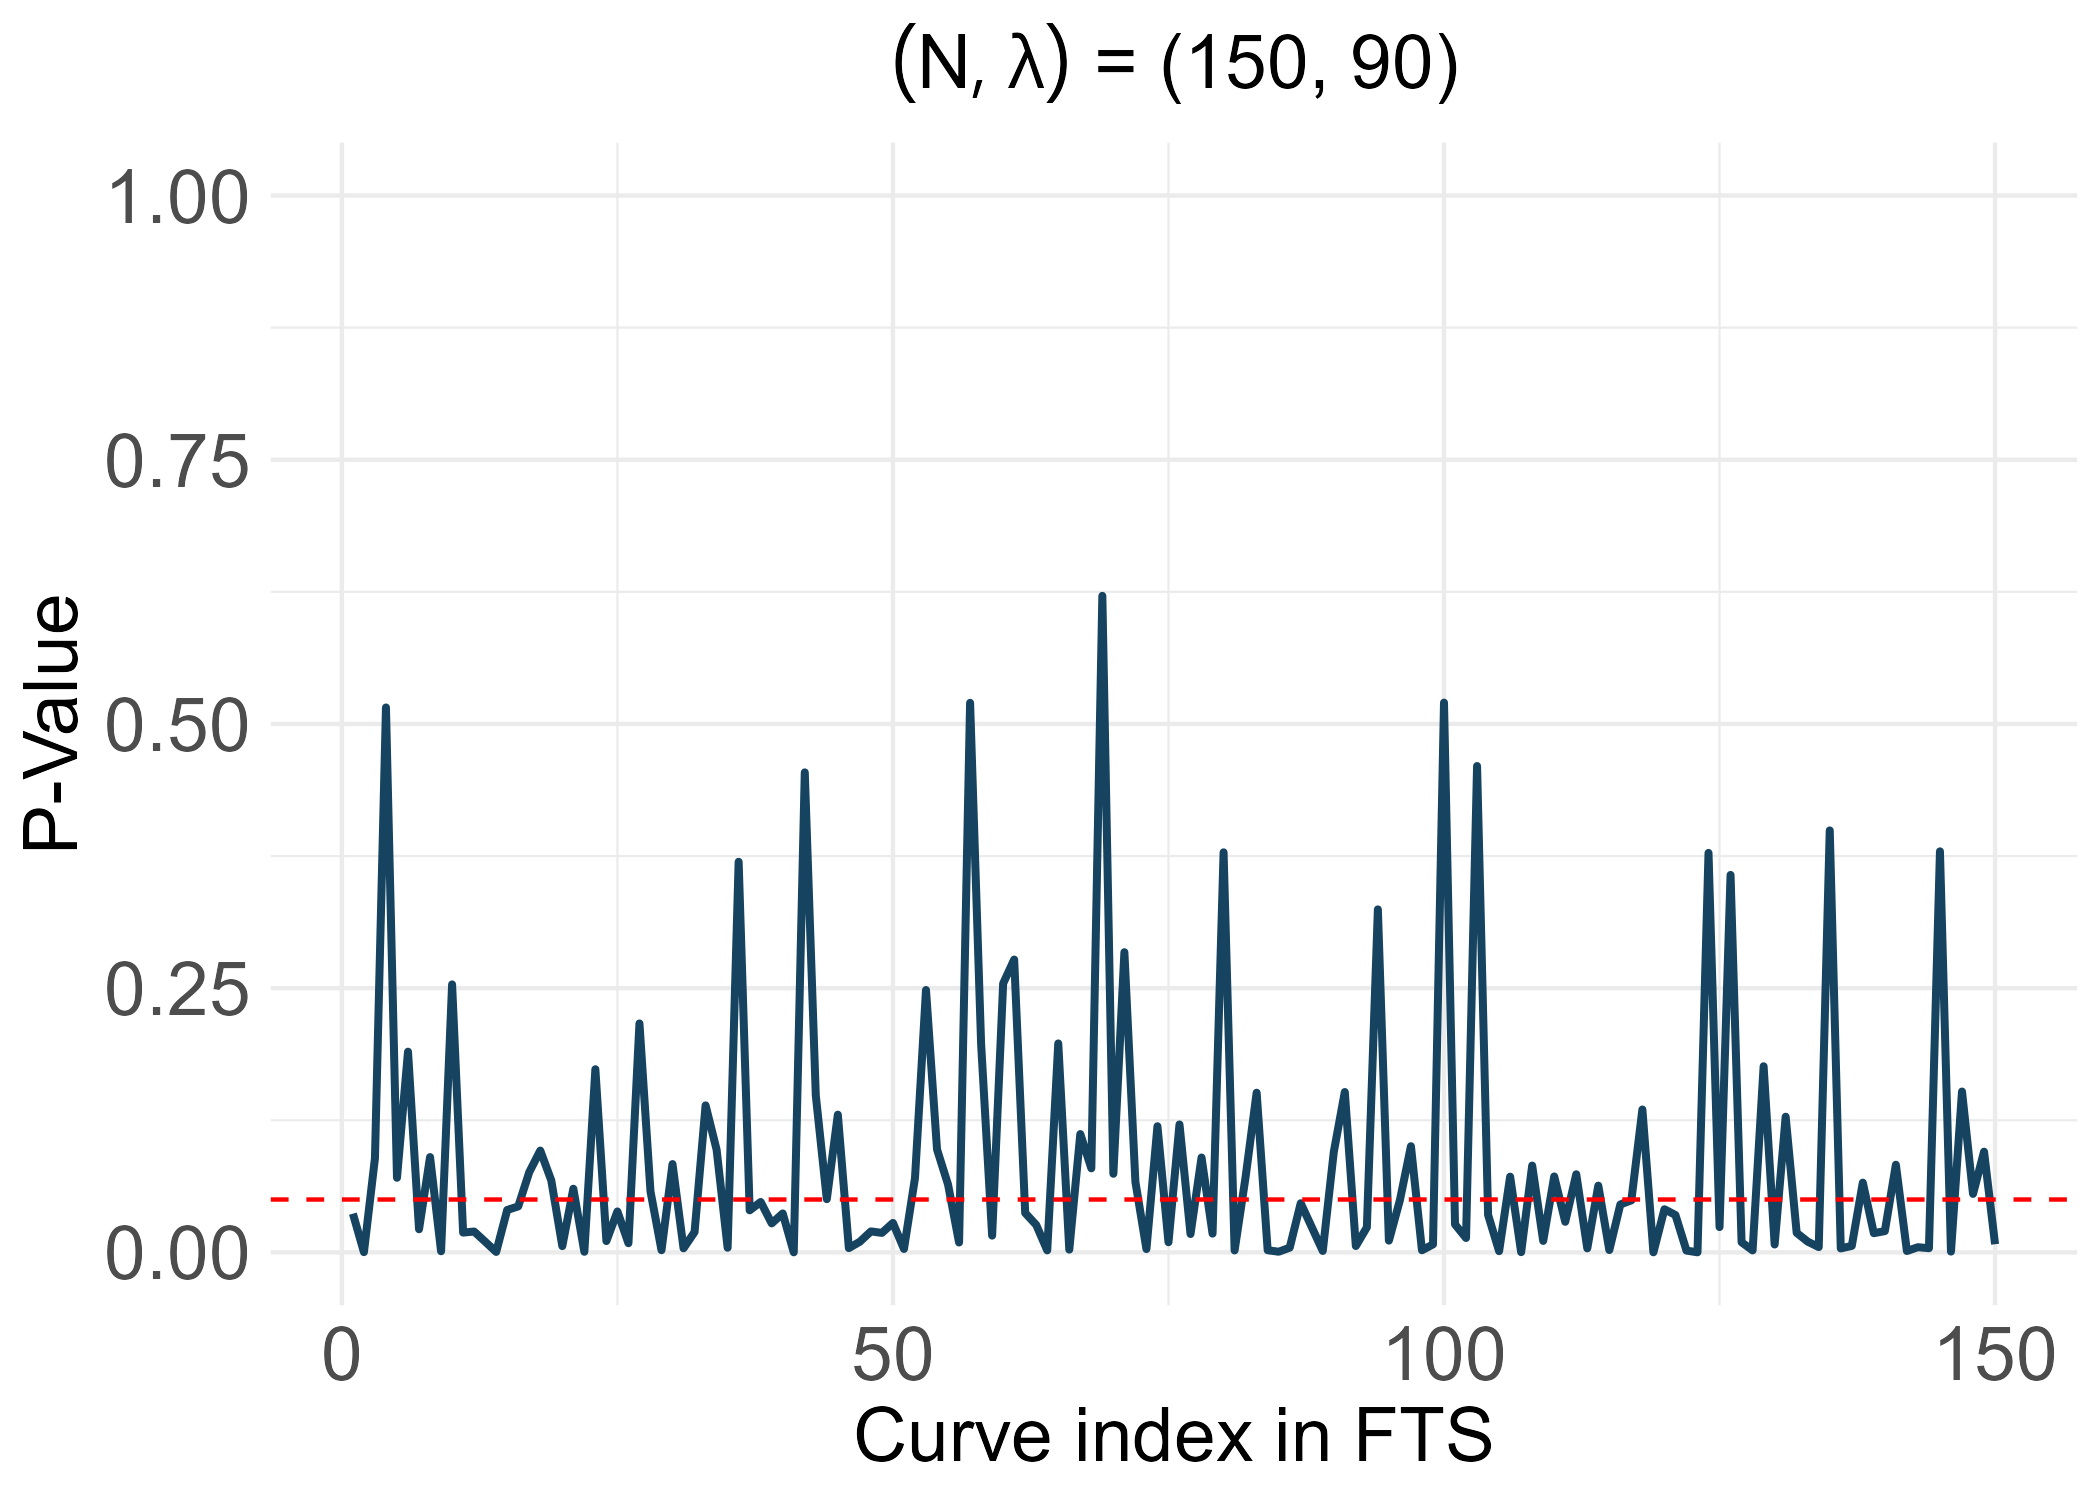 (N, λ) = (150, 90)
1.00
0.75
0.50
0.25
0.00
P-Value
0 50 100 150
Curve index in FTS